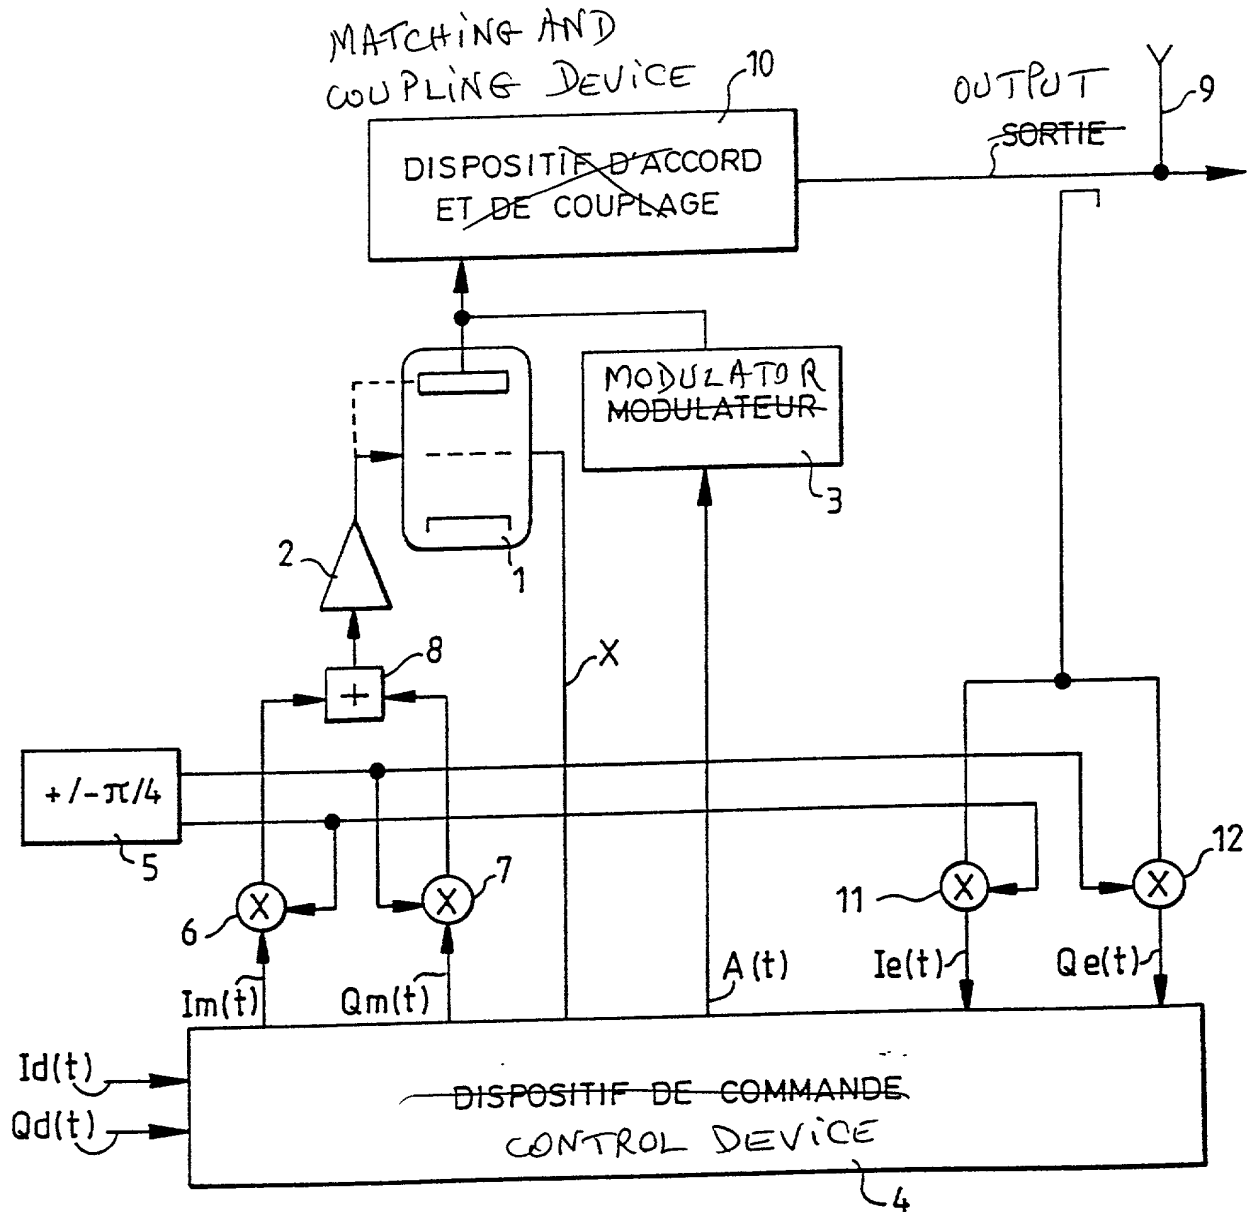 MATCHING AND
COUPLING DEVICE
10
OUTPUT
SORTIE
9
DISPOSITIF D'ACCORD
ET DE COUPLAGE
MODULATOR
MODULATEUR
3
2
1
8
X
+
+/-π/4
5
6
X
7
X
11
X
12
X
Im(t)
Qm(t)
A(t)
Ie(t)
Qe(t)
Id(t)
Qd(t)
DISPOSITIF DE COMMANDE
CONTROL DEVICE
4